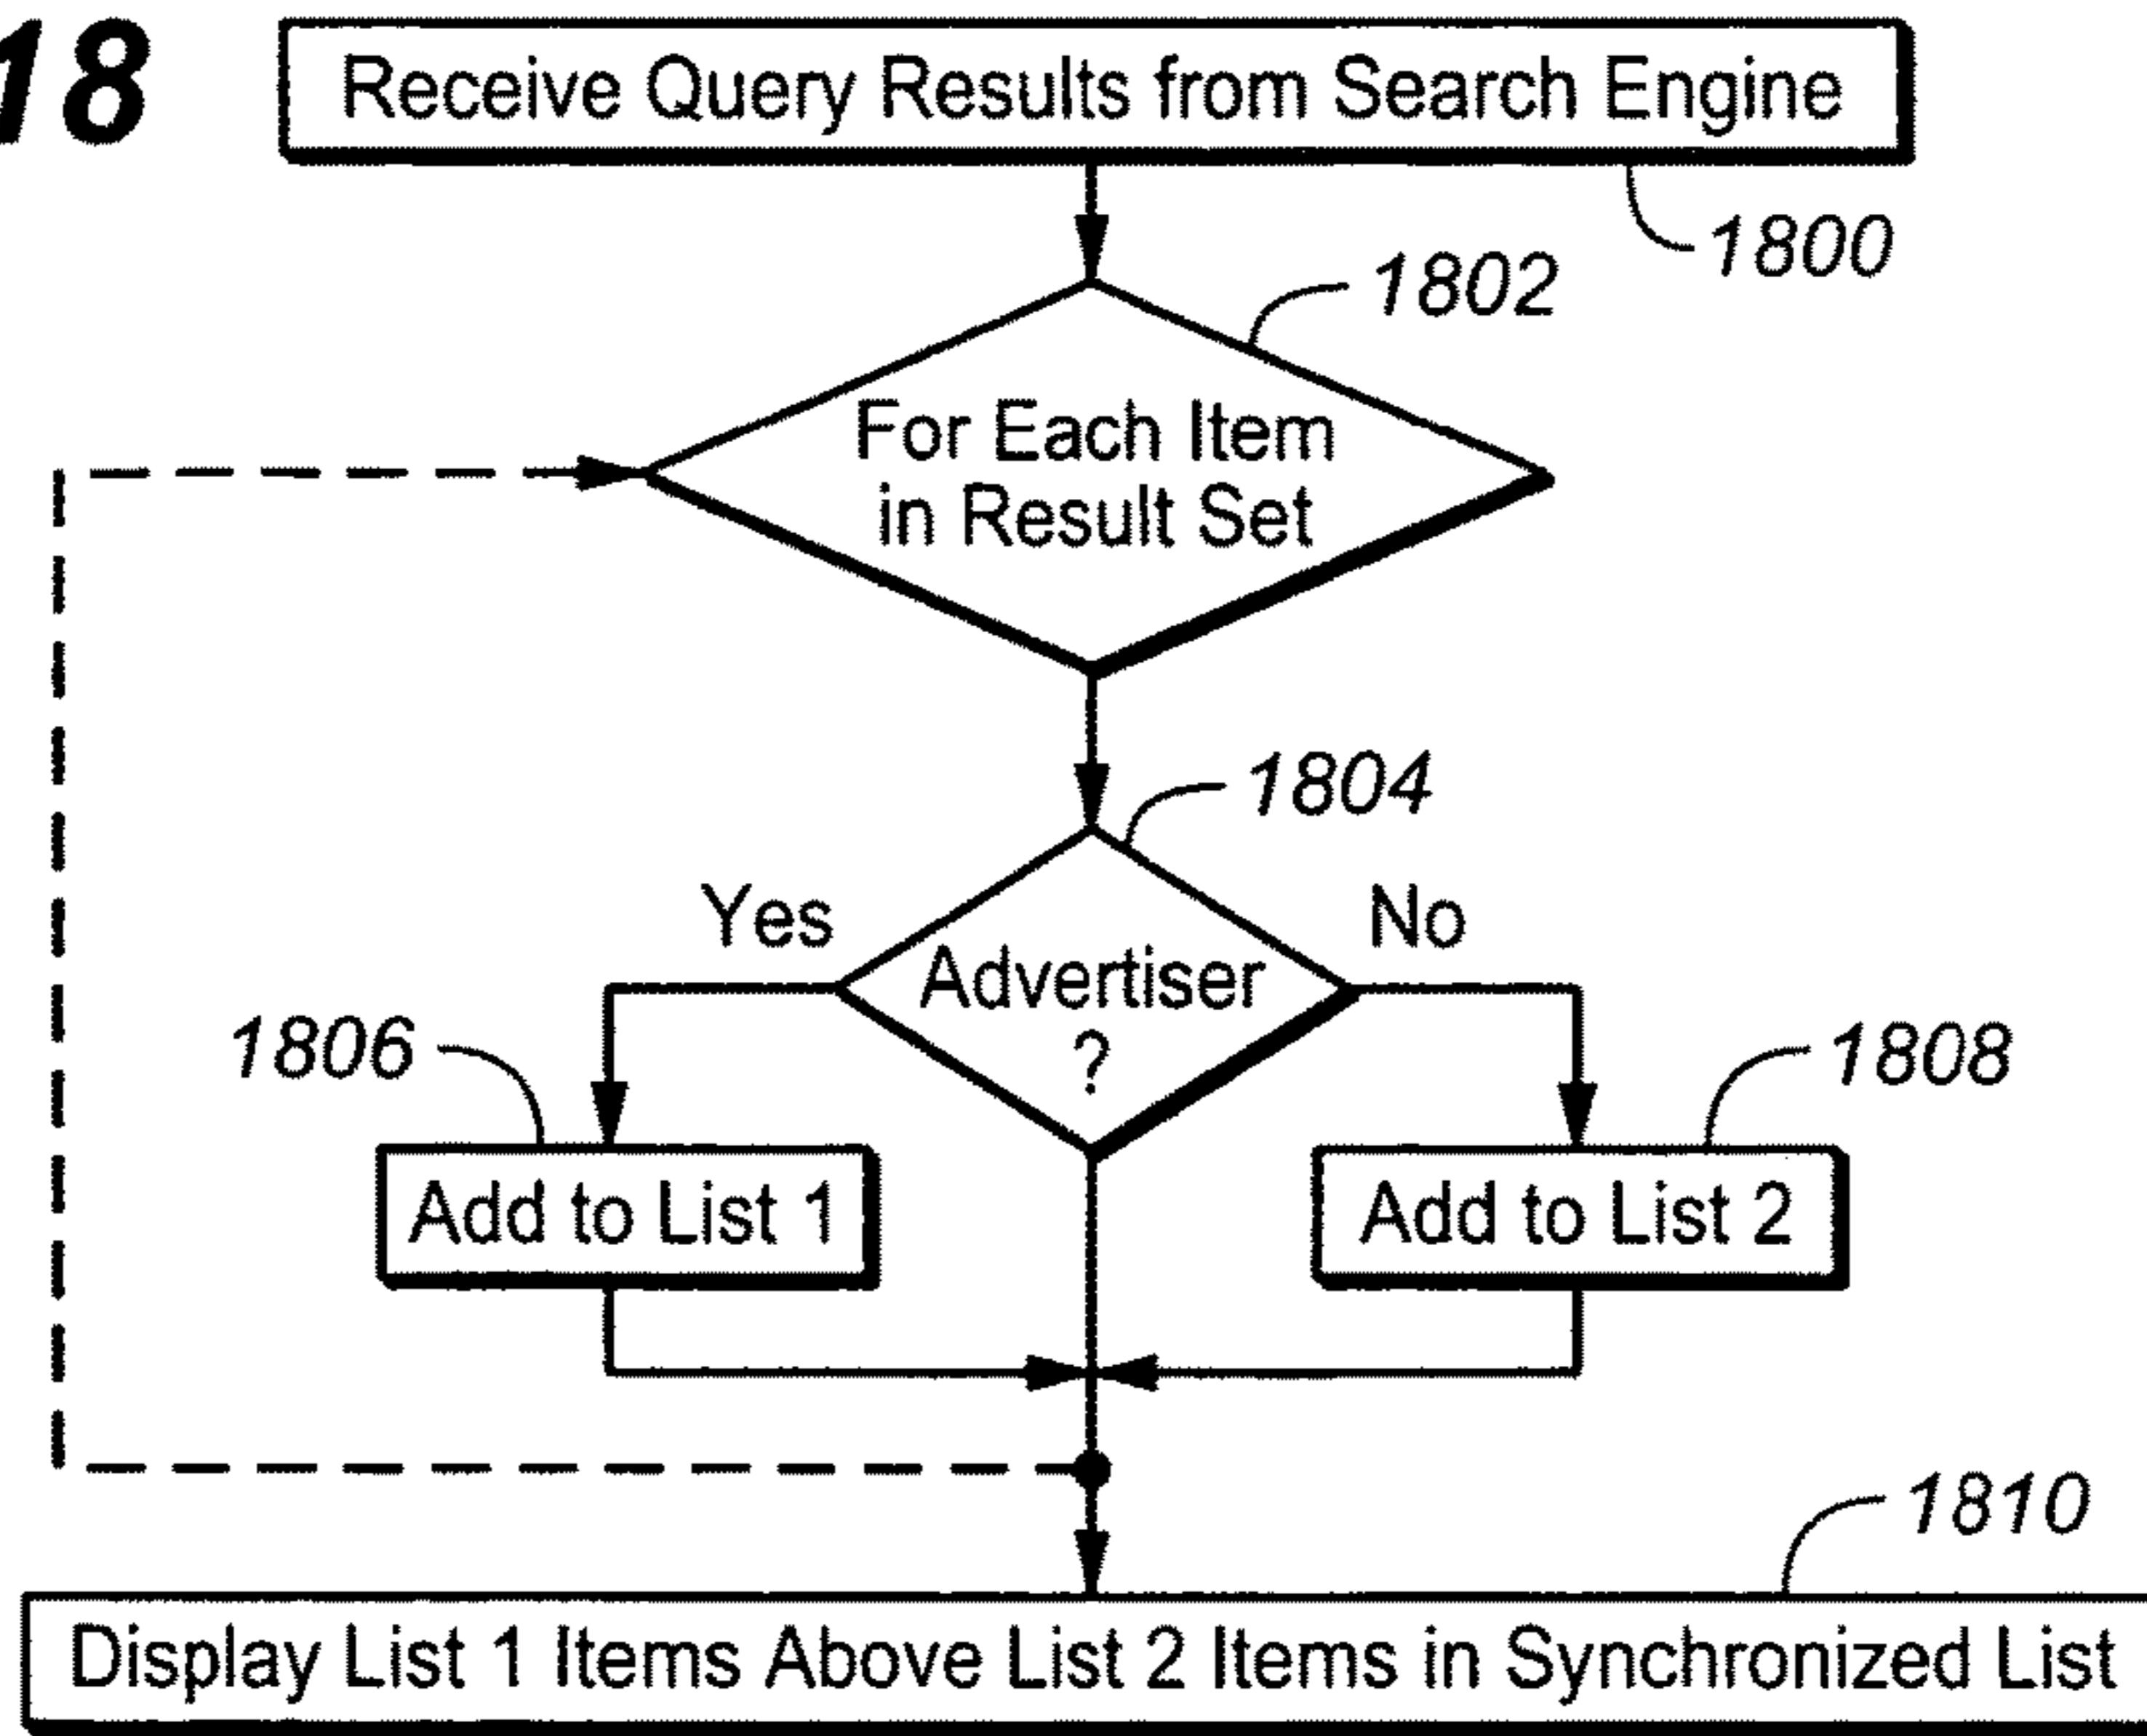 18
Receive Query Results from Search Engine
1800
1802
For Each Item
in Result Set
1804
Yes
No
Advertiser
?
1806
1808
Add to List 1
Add to List 2
1810
Display List 1 Items Above List 2 Items in Synchronized List